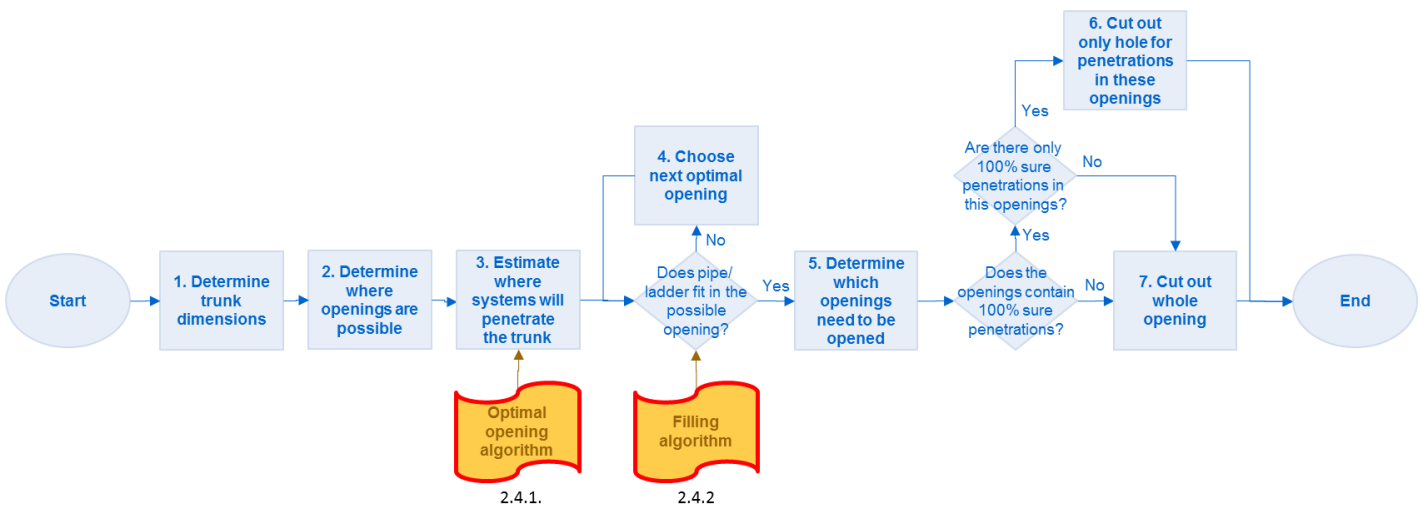 Start
1. Determine
trunk
dimensions
2. Determine
where
openings are
possible
3. Estimate
where
systems will
penetrate
the trunk
4. Choose
next optimal
opening
No
Does pipe/
ladder fit in the
possible
opening?
Yes
5. Determine
which
openings
need to be
opened
Does the
openings contain
100% sure
penetrations?
No
Yes
Are there only
100% sure
penetrations in
this openings?
No
Yes
6. Cut out
only hole for
penetrations
in these
openings
7. Cut out
whole
opening
End
Optimal
opening
algorithm
2.4.1.
Filling
algorithm
2.4.2